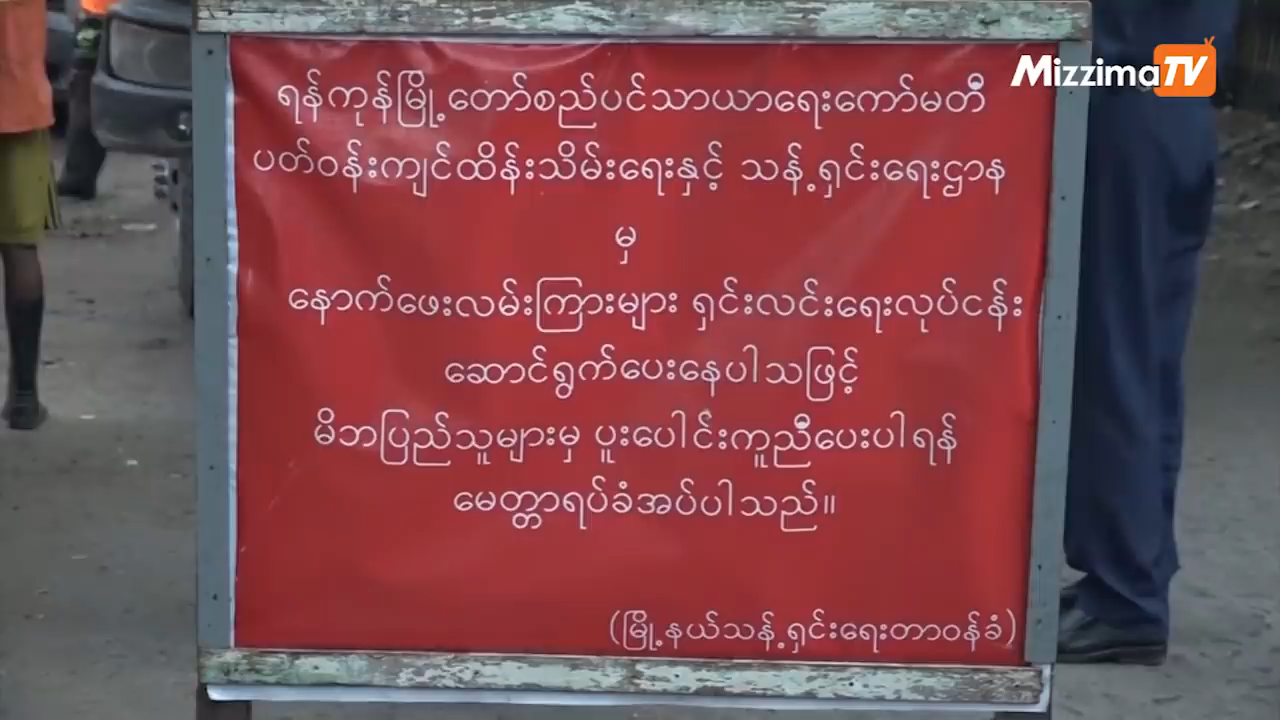 Mizzima TV
ရန်ကုန်မြို့တော်စည်ပင်သာယာရေးကော်မတီ
ပတ်ဝန်းကျင်ထိန်းသိမ်းရေးနှင့် သန့်ရှင်းရေးဌာန
မှ
နောက်ဖေးလမ်းကြားများ ရှင်းလင်းရေးလုပ်ငန်း
ဆောင်ရွက်ပေးနေပါသဖြင့်
မိဘပြည်သူများမှ ပူးပေါင်းကူညီပေးပါရန်
မေတ္တာရပ်ခံအပ်ပါသည်။
(မြို့နယ်သန့်ရှင်းရေးတာဝန်ခံ)